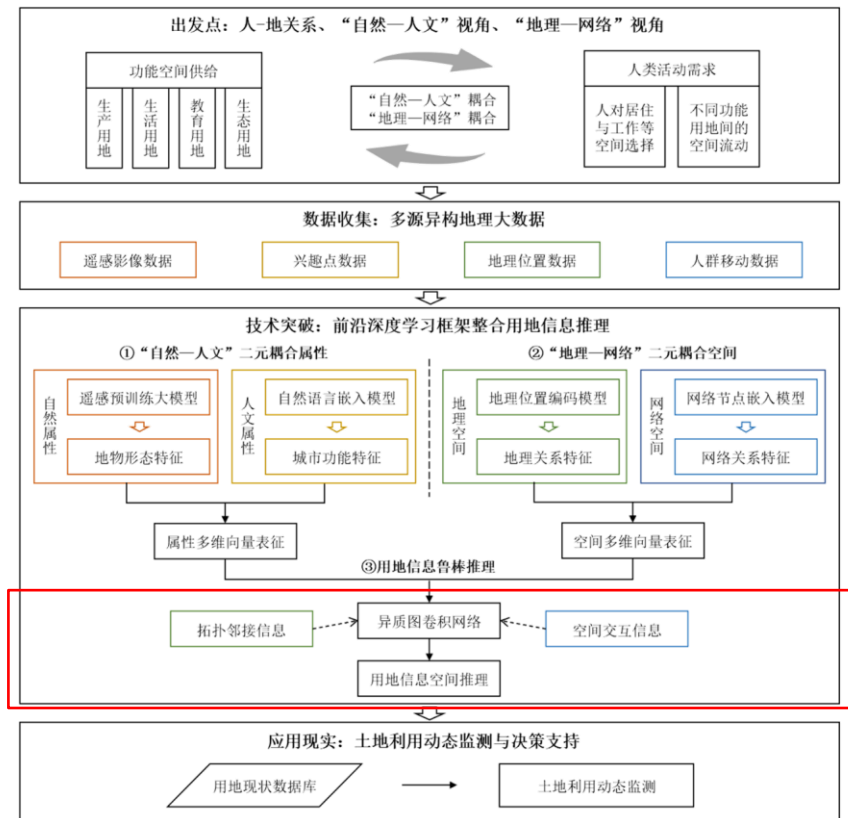 出发点：人-地关系、“自然—人文”视角、“地理—网络”视角
功能空间供给
生产用地
生活用地
教育用地
生态用地
“自然—人文”耦合
“地理—网络”耦合
人类活动需求
人对居住
与工作等
空间选择
不同功能
用地间的
空间流动
数据收集：多源异构地理大数据
遥感影像数据
兴趣点数据
地理位置数据
人群移动数据
技术突破：前沿深度学习框架整合用地信息推理
①“自然—人文”二元耦合属性
②“地理—网络”二元耦合空间
自然属性
遥感预训练大模型
地物形态特征
人文属性
自然语言嵌入模型
城市功能特征
地理空间
地理位置编码模型
地理关系特征
网络空间
网络节点嵌入模型
网络关系特征
属性多维向量表征
空间多维向量表征
③用地信息鲁棒推理
拓扑邻接信息
异质图卷积网络
空间交互信息
用地信息空间推理
应用现实：土地利用动态监测与决策支持
用地现状数据库
土地利用动态监测